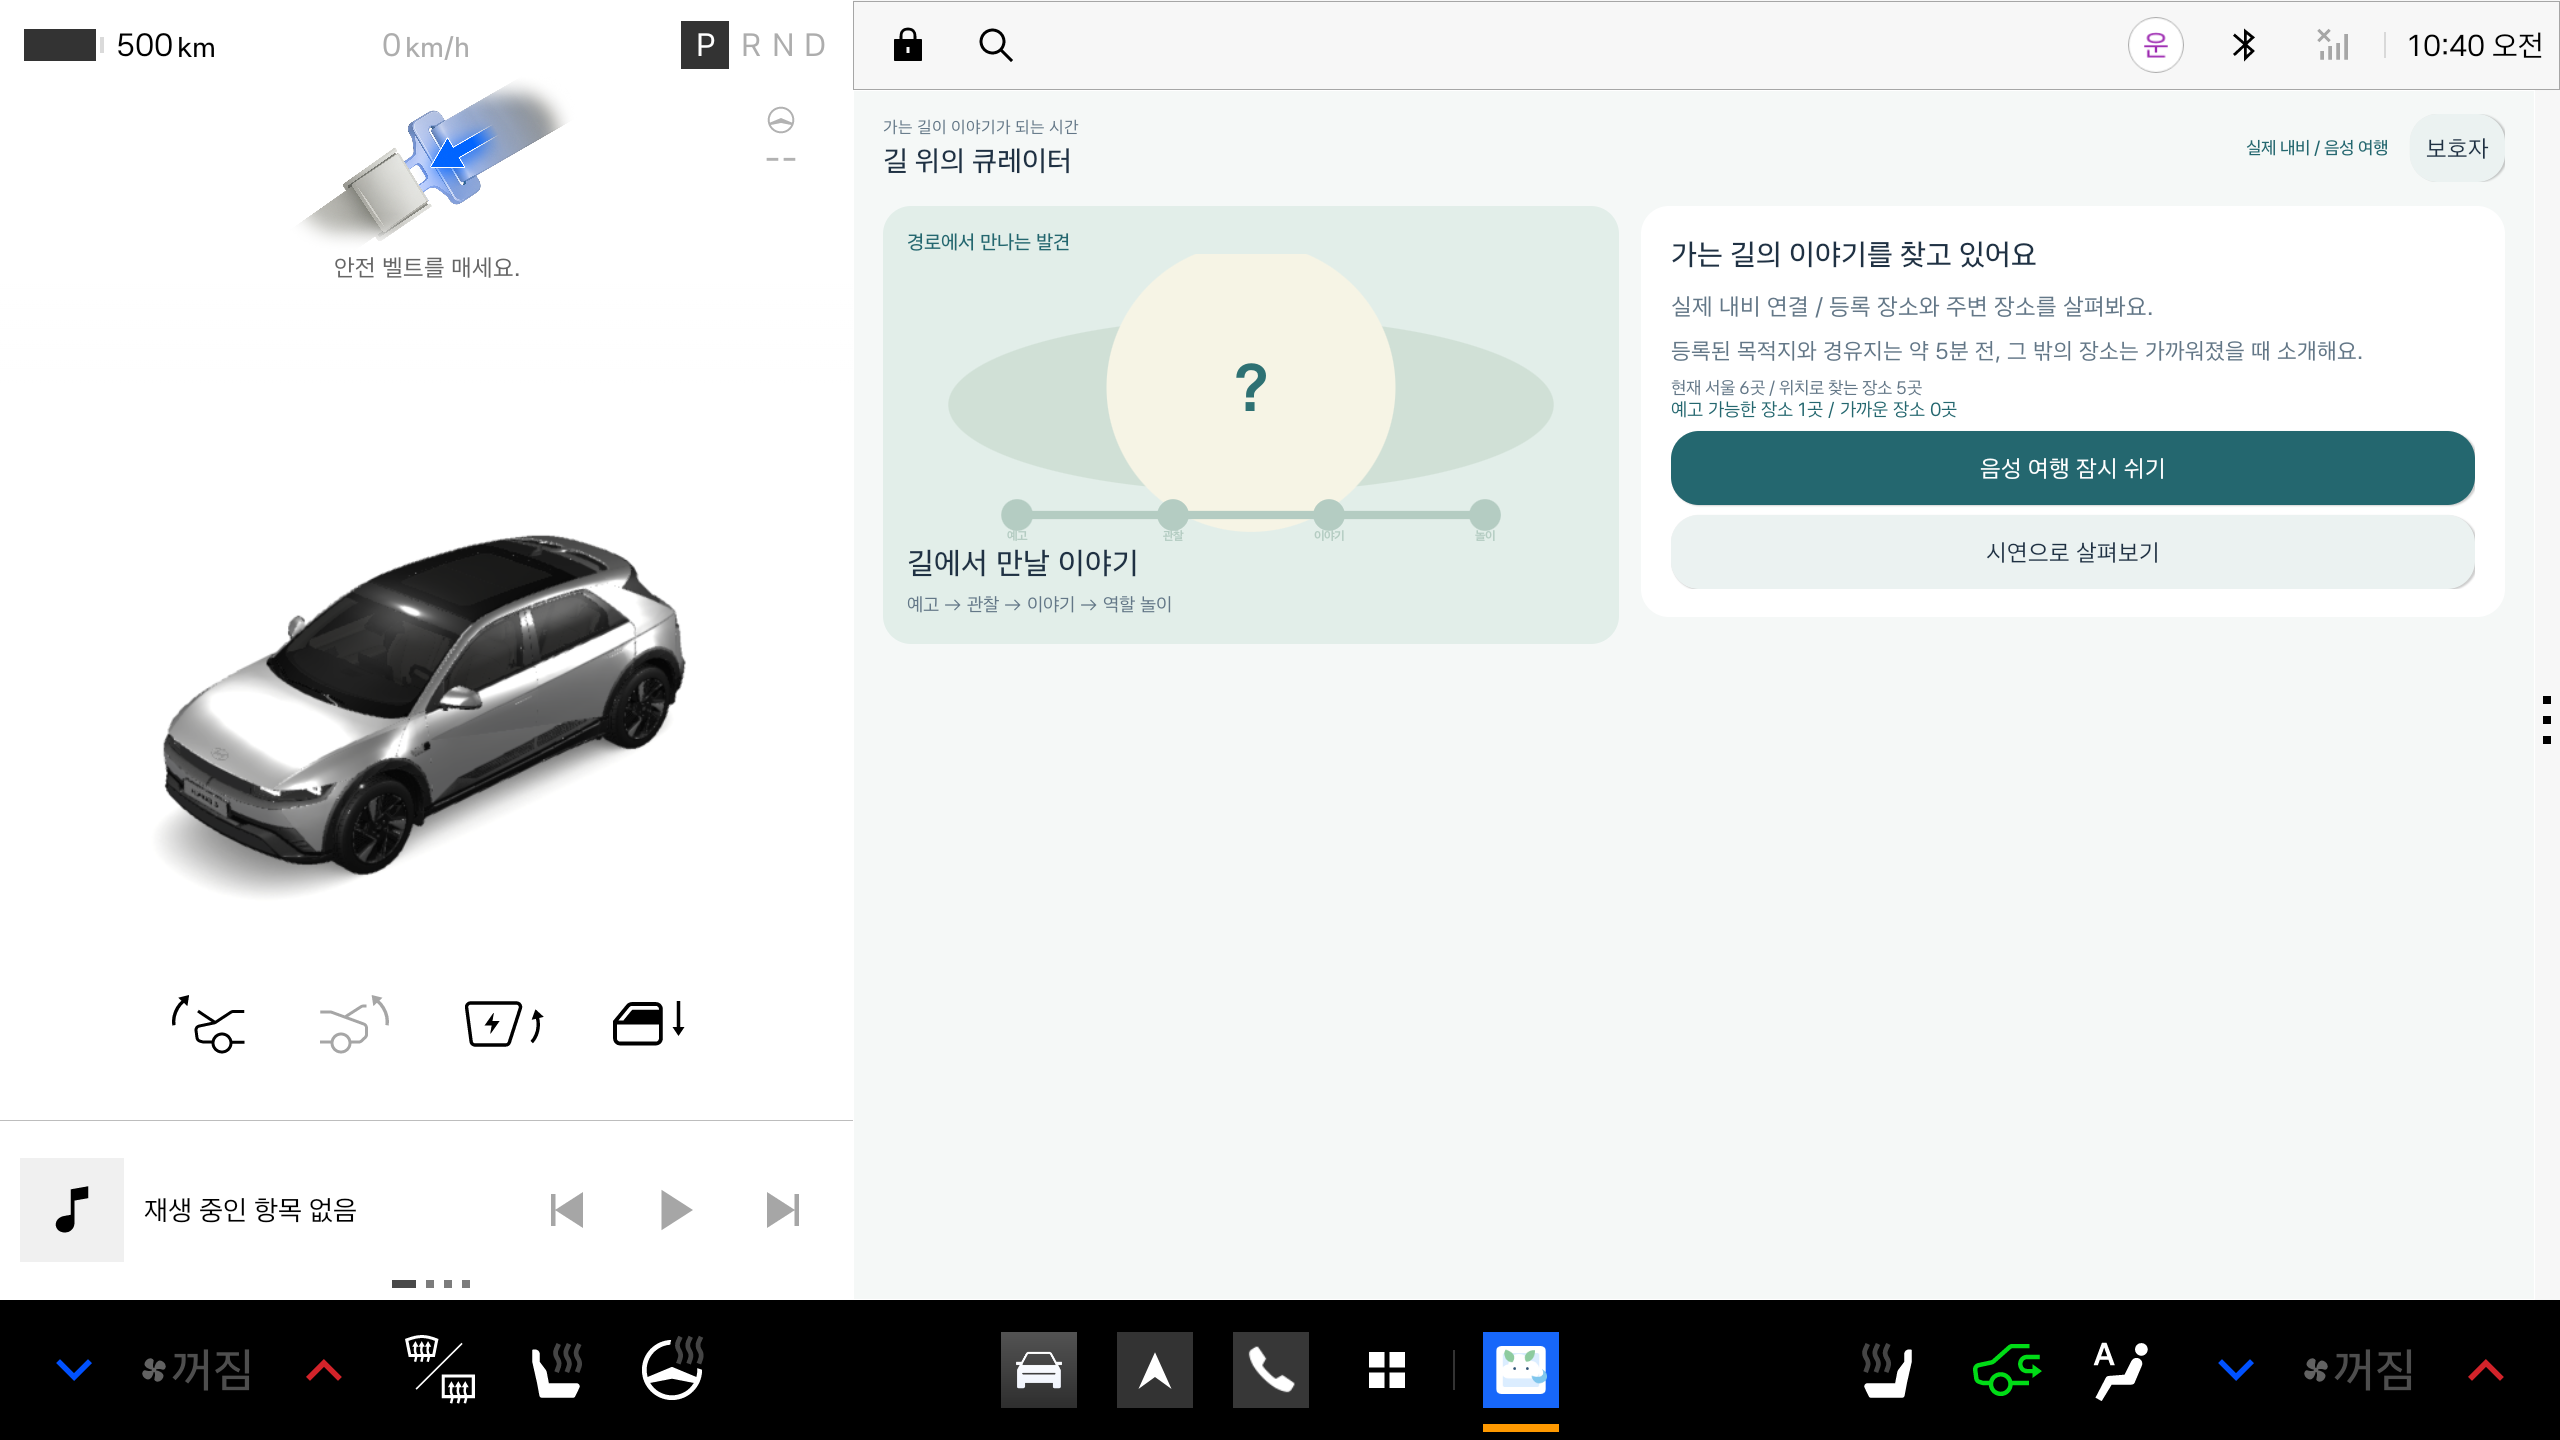 500 km
0 km/h
P R N D
운
10:40 오전
안전 벨트를 매세요.
가는 길이 이야기가 되는 시간
길 위의 큐레이터
실제 내비 / 음성 여행
보호자
경로에서 만나는 발견
?
예고
관찰
이야기
놀이
길에서 만날 이야기
예고 → 관찰 → 이야기 → 역할 놀이
가는 길의 이야기를 찾고 있어요
실제 내비 연결 / 등록 장소와 주변 장소를 살펴봐요.
등록된 목적지와 경유지는 약 5분 전, 그 밖의 장소는 가까워졌을 때 소개해요.
현재 서울 6곳 / 위치로 찾는 장소 5곳
예고 가능한 장소 1곳 / 가까운 장소 0곳
음성 여행 잠시 쉬기
시연으로 살펴보기
재생 중인 항목 없음
꺼짐
A
꺼짐